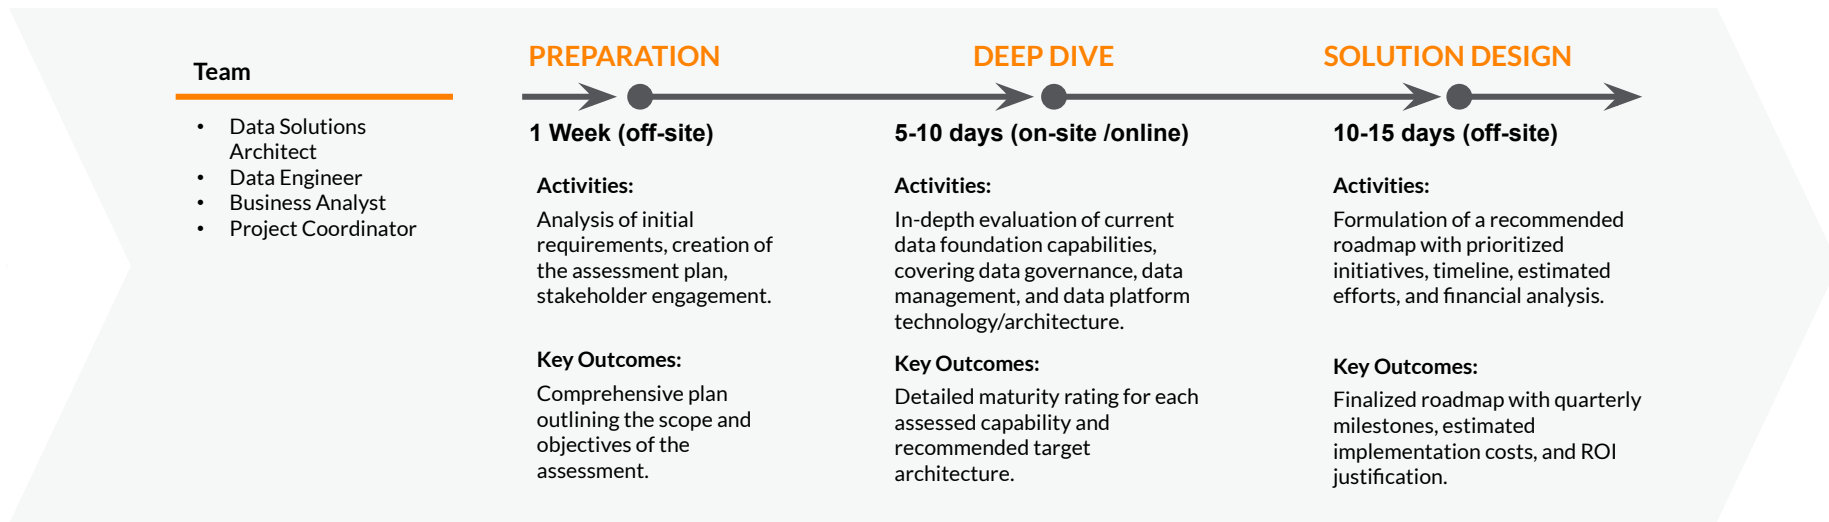 Team
• Data Solutions
Architect
• Data Engineer
• Business Analyst
• Project Coordinator
PREPARATION
1 Week (off-site)
Activities:
Analysis of initial
requirements, creation of
the assessment plan,
stakeholder engagement.
Key Outcomes:
Comprehensive plan
outlining the scope and
objectives of the
assessment.
DEEP DIVE
5-10 days (on-site /online)
Activities:
In-depth evaluation of current
data foundation capabilities,
covering data governance, data
management, and data platform
technology/architecture.
Key Outcomes:
Detailed maturity rating for each
assessed capability and
recommended target
architecture.
SOLUTION DESIGN
10-15 days (off-site)
Activities:
Formulation of a recommended
roadmap with prioritized
initiatives, timeline, estimated
efforts, and financial analysis.
Key Outcomes:
Finalized roadmap with quarterly
milestones, estimated
implementation costs, and ROI
justification.